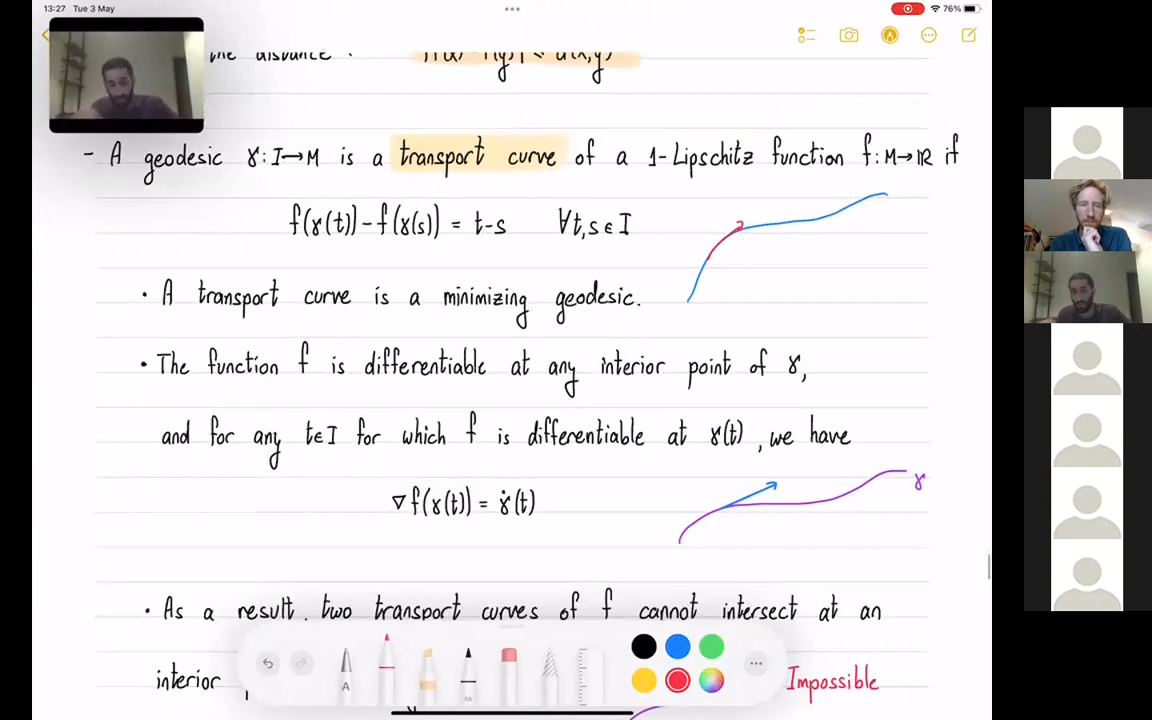 13:27 Tue 3 May
76%
the distance :
- A geodesic γ: I→M is a transport curve of a 1-Lipschitz function f: M→ℝ if
f(γ(t))-f(γ(s)) = t-s ∀t,s∈I
· A transport curve is a minimizing geodesic.
· The function f is differentiable at any interior point of γ,
and for any t∈I for which f is differentiable at γ(t), we have
∇f(γ(t)) = γ̇(t)
γ
· As a result, two transport curves of f cannot intersect at an
interior
Impossible
A